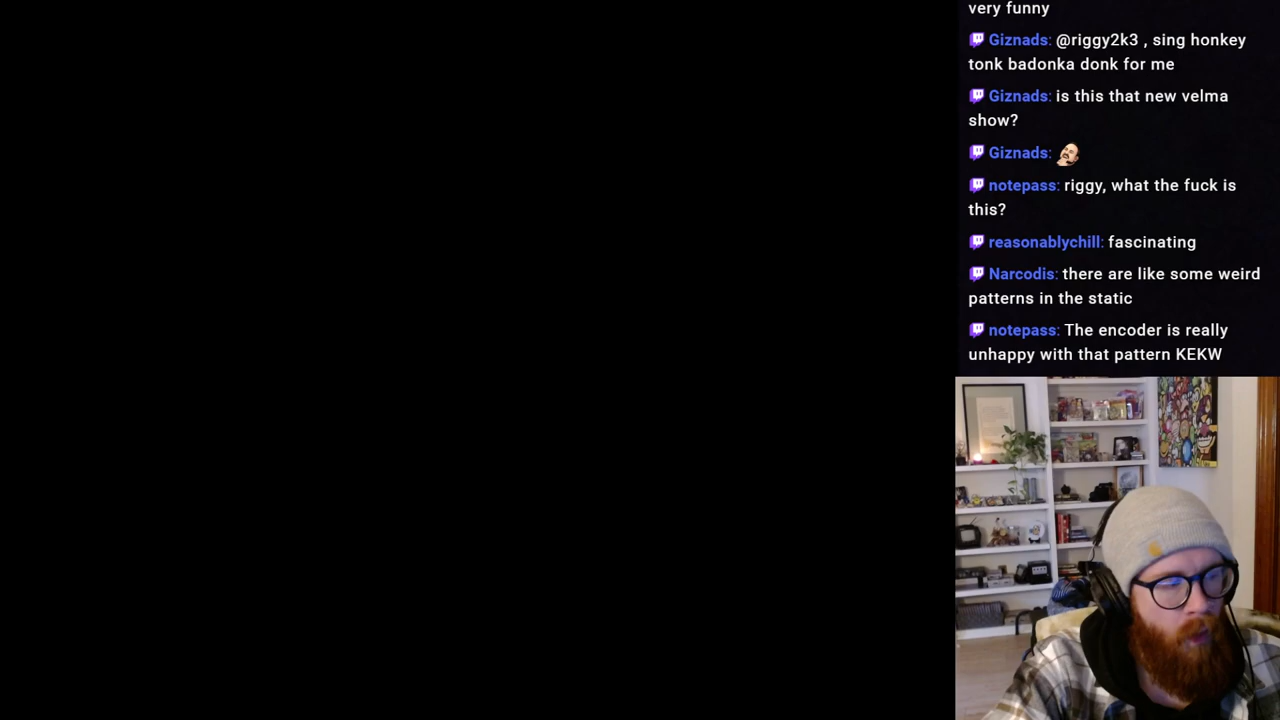 very funny
Giznads: @riggy2k3 , sing honkey
tonk badonka donk for me
Giznads: is this that new velma
show?
Giznads:
notepass: riggy, what the fuck is
this?
reasonablychill: fascinating
Narcodis: there are like some weird
patterns in the static
notepass: The encoder is really
unhappy with that pattern KEKW